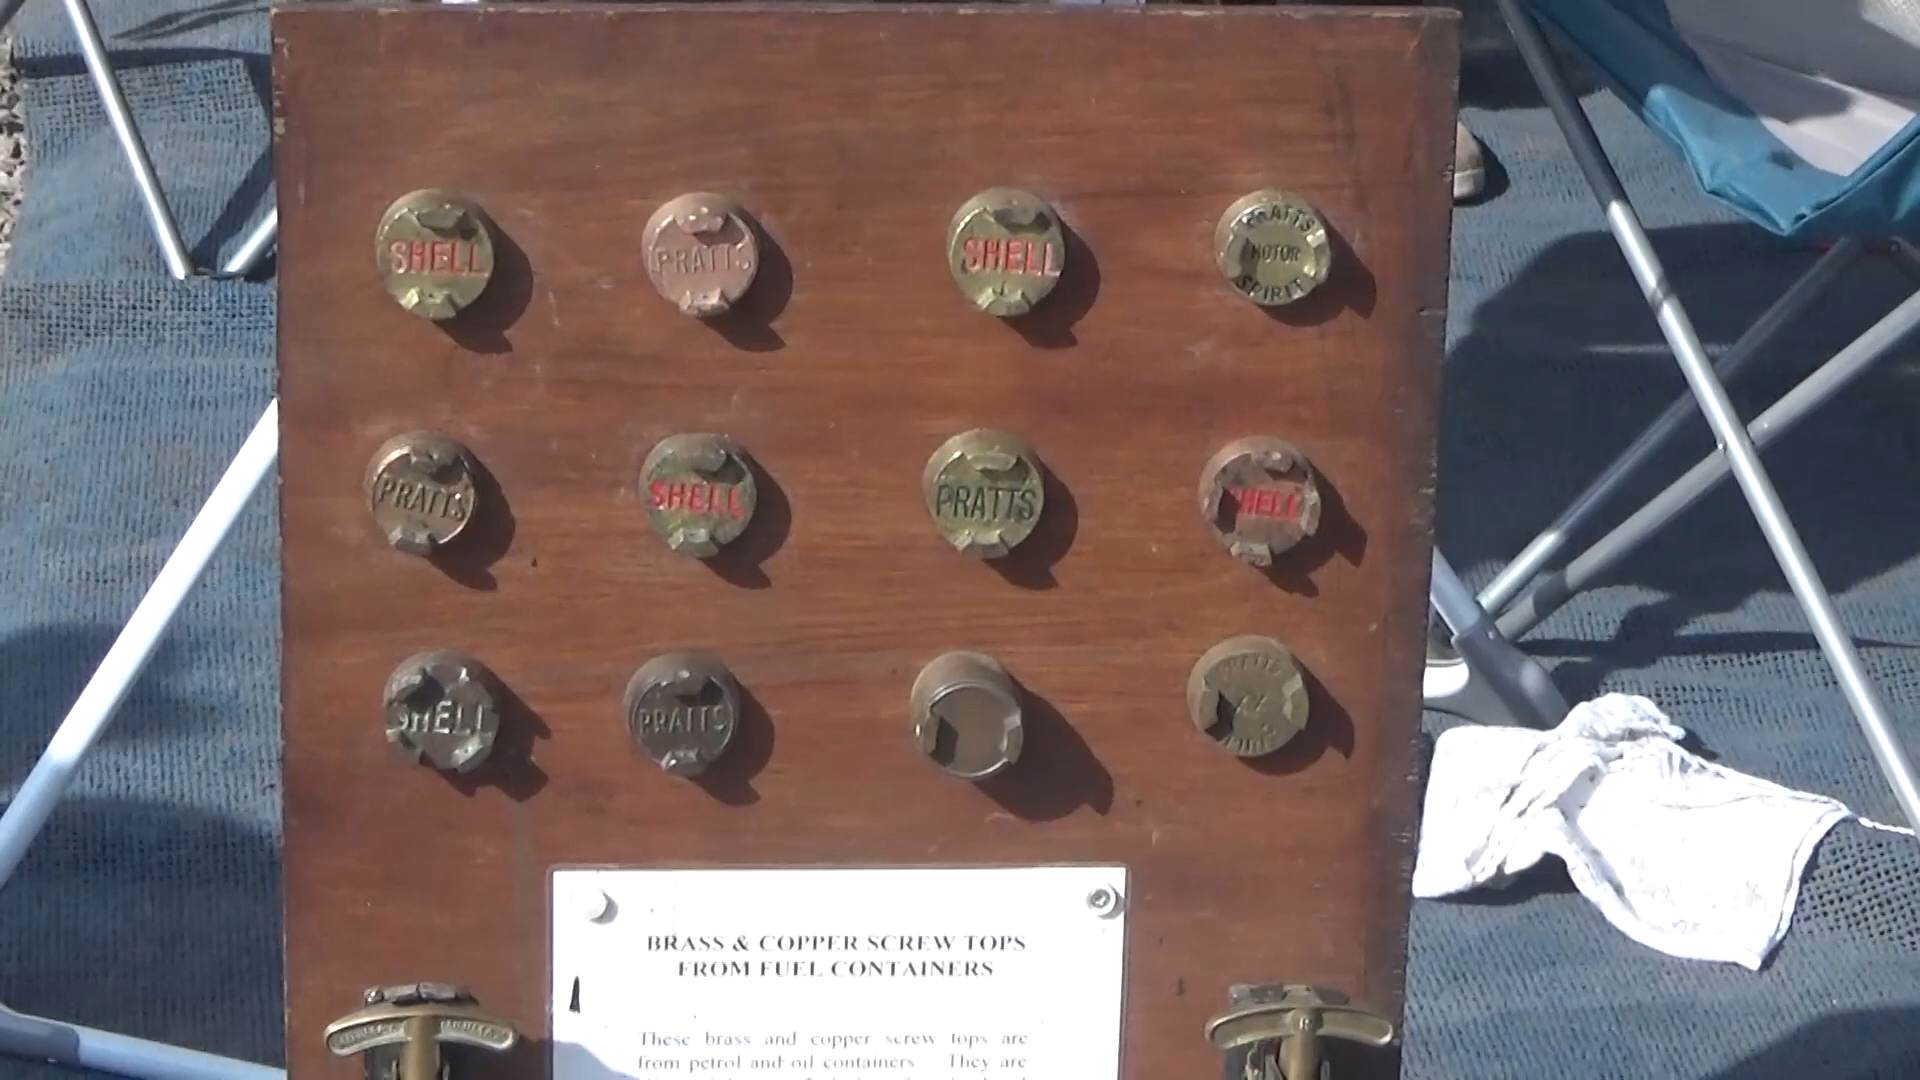 SHELL
PRATTS
SHELL
PRATTS
MOTOR
SPIRIT
PRATTS
SHELL
PRATTS
SHELL
SHELL
PRATTS
BRASS & COPPER SCREW TOPS
FROM FUEL CONTAINERS
These brass and copper screw tops are
from petrol and oil containers They are